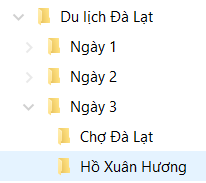 Du lịch Đà Lạt
Ngày 1
Ngày 2
Ngày 3
Chợ Đà Lạt
Hồ Xuân Hương